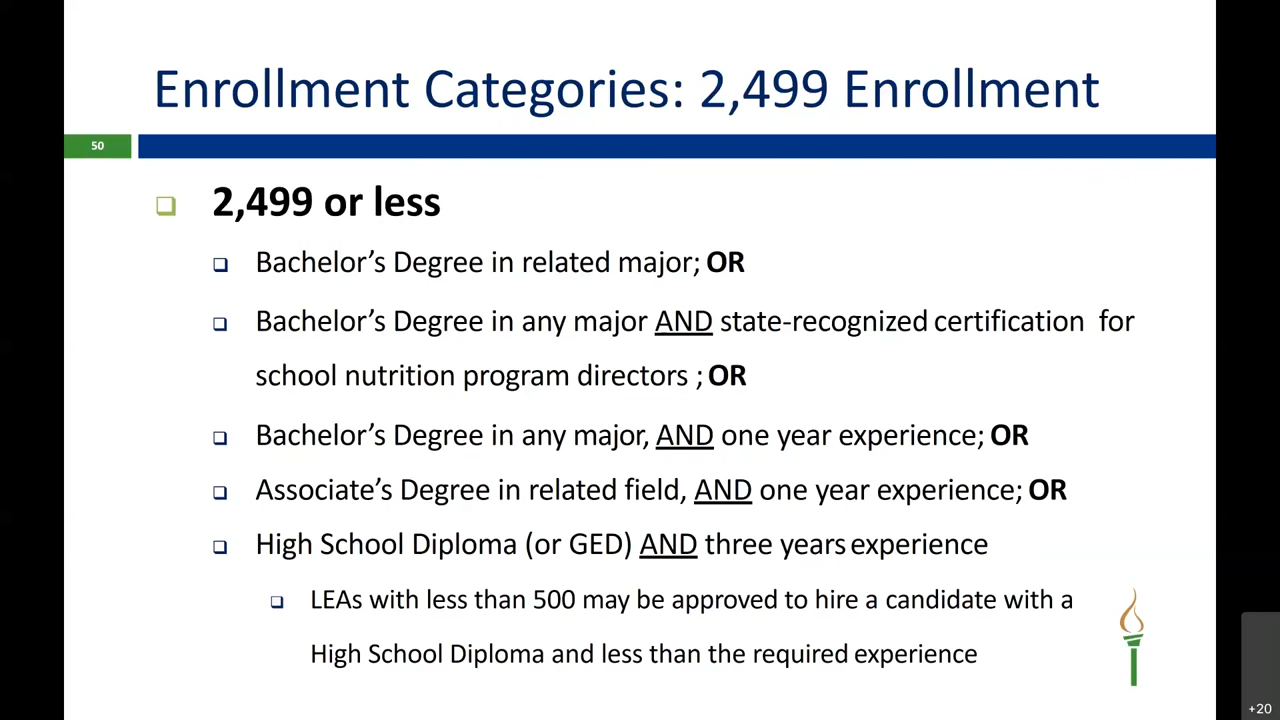 Enrollment Categories: 2,499 Enrollment
50
2,499 or less
Bachelor’s Degree in related major; OR
Bachelor’s Degree in any major AND state-recognized certification for
school nutrition program directors ; OR
Bachelor’s Degree in any major, AND one year experience; OR
Associate’s Degree in related field, AND one year experience; OR
High School Diploma (or GED) AND three years experience
LEAs with less than 500 may be approved to hire a candidate with a
High School Diploma and less than the required experience
+20